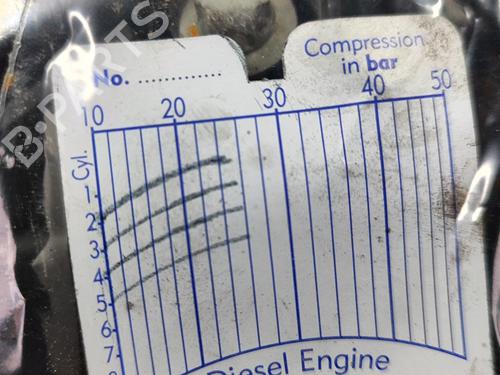 B-PARTS
No. .............
Compression
in bar
10 20 30 40 50
Cyl.
1
2
3
4
5
6
7
Diesel Engine